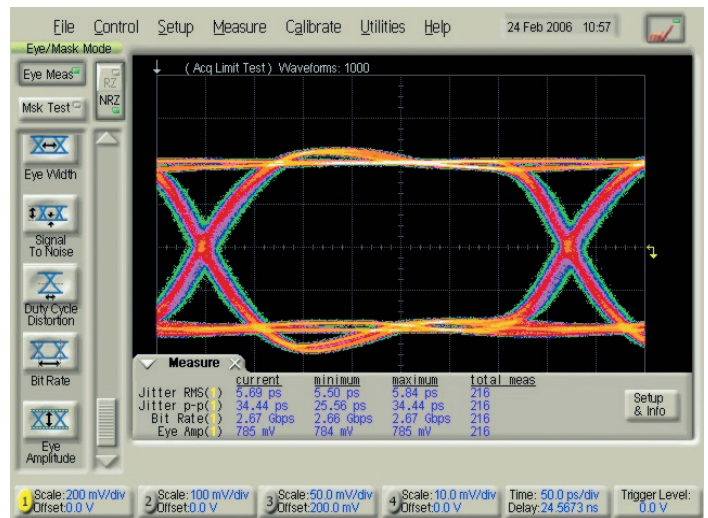 File Control Setup Measure Calibrate Utilities Help 24 Feb 2006 10:57
Eye/Mask Mode
Eye Meas
Msk Test
RZ
NRZ
Eye Width
Signal
To Noise
Duty Cycle
Distortion
Bit Rate
Eye
Amplitude
( Acq Limit Test ) Waveforms: 1000
Measure
current minimum maximum total meas
Jitter RMS(1) 5.69 ps 5.50 ps 5.84 ps 216
Jitter p-p(1) 34.44 ps 25.56 ps 34.44 ps 216
Bit Rate(1) 2.67 Gbps 2.66 Gbps 2.67 Gbps 216
Eye Amp(1) 785 mV 784 mV 785 mV 216
Setup
& Info
1 Scale:200 mV/div
Offset:0.0 V
2 Scale:100 mV/div
Offset:0.0 V
3 Scale:50.0 mV/div
Offset:200.0 mV
4 Scale:10.0 mV/div
Offset:0.0 V
Time: 50.0 ps/div
Delay:24.5673 ns
Trigger Level:
0.0 V